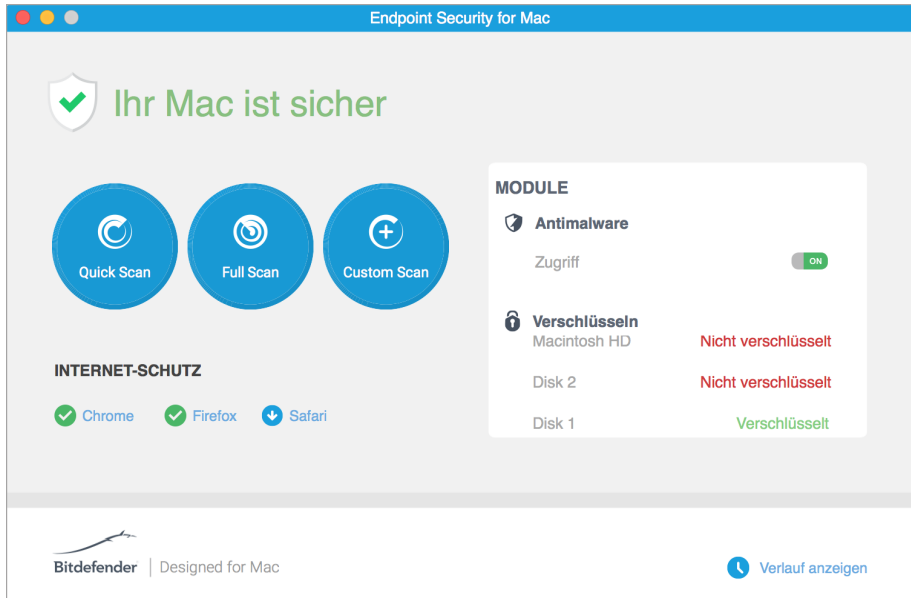 Endpoint Security for Mac
Ihr Mac ist sicher
Quick Scan
Full Scan
Custom Scan
INTERNET-SCHUTZ
Chrome
Firefox
Safari
MODULE
Antimalware
Zugriff
ON
Verschlüsseln
Macintosh HD
Nicht verschlüsselt
Disk 2
Nicht verschlüsselt
Disk 1
Verschlüsselt
Bitdefender
Designed for Mac
Verlauf anzeigen